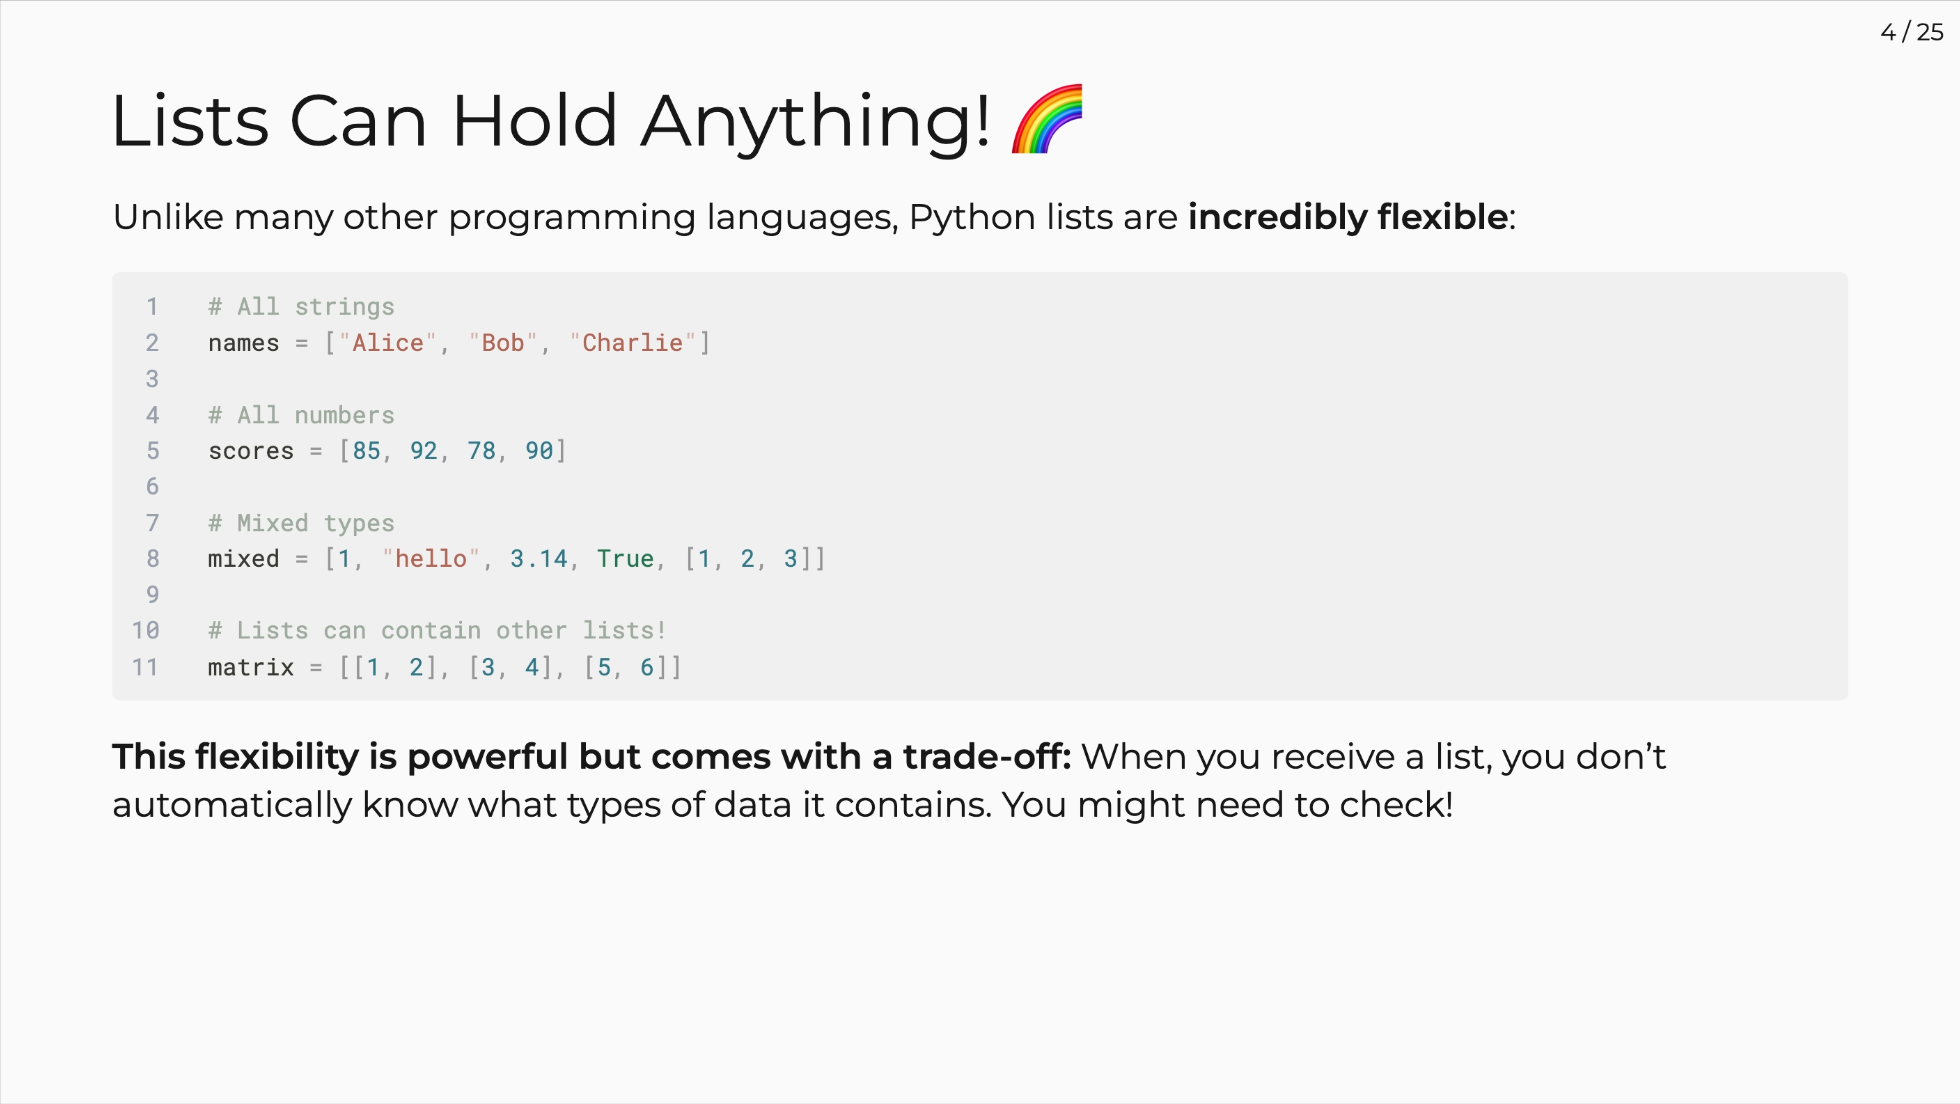 4 / 25
Lists Can Hold Anything! 🌈
Unlike many other programming languages, Python lists are incredibly flexible:
1 # All strings
2 names = ["Alice", "Bob", "Charlie"]
3
4 # All numbers
5 scores = [85, 92, 78, 90]
6
7 # Mixed types
8 mixed = [1, "hello", 3.14, True, [1, 2, 3]]
9
10 # Lists can contain other lists!
11 matrix = [[1, 2], [3, 4], [5, 6]]
This flexibility is powerful but comes with a trade-off: When you receive a list, you don’t
automatically know what types of data it contains. You might need to check!